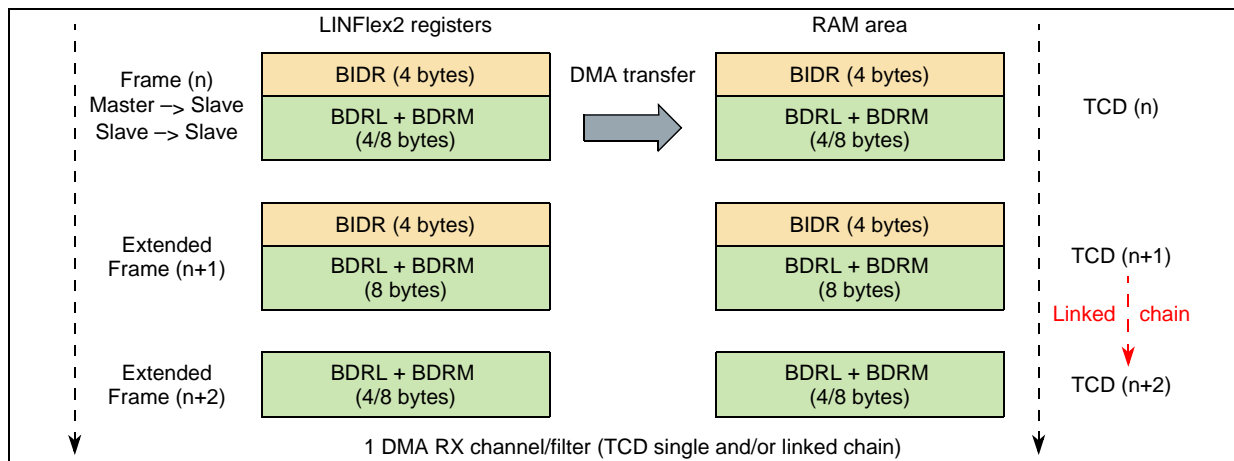 LINFlex2 registers
RAM area
Frame (n)
Master –> Slave
Slave –> Slave
BIDR (4 bytes)
BDRL + BDRM
(4/8 bytes)
DMA transfer
BIDR (4 bytes)
BDRL + BDRM
(4/8 bytes)
TCD (n)
Extended
Frame (n+1)
BIDR (4 bytes)
BDRL + BDRM
(8 bytes)
BIDR (4 bytes)
BDRL + BDRM
(8 bytes)
TCD (n+1)
Linked chain
Extended
Frame (n+2)
BDRL + BDRM
(4/8 bytes)
BDRL + BDRM
(4/8 bytes)
TCD (n+2)
1 DMA RX channel/filter (TCD single and/or linked chain)